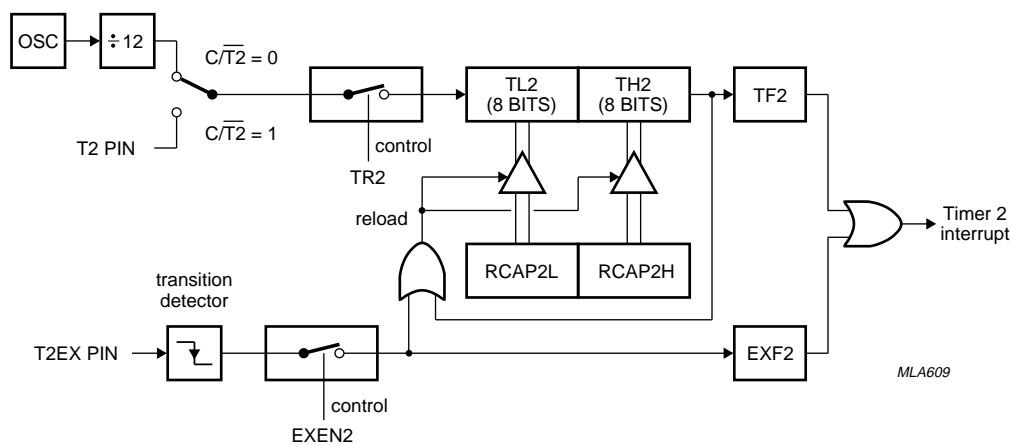 OSC
÷12
C/T2̅ = 0
TL2
(8 BITS)
TH2
(8 BITS)
TF2
C/T2̅ = 1
T2 PIN
control
TR2
reload
Timer 2
interrupt
RCAP2L
RCAP2H
transition
detector
T2EX PIN
EXF2
MLA609
control
EXEN2